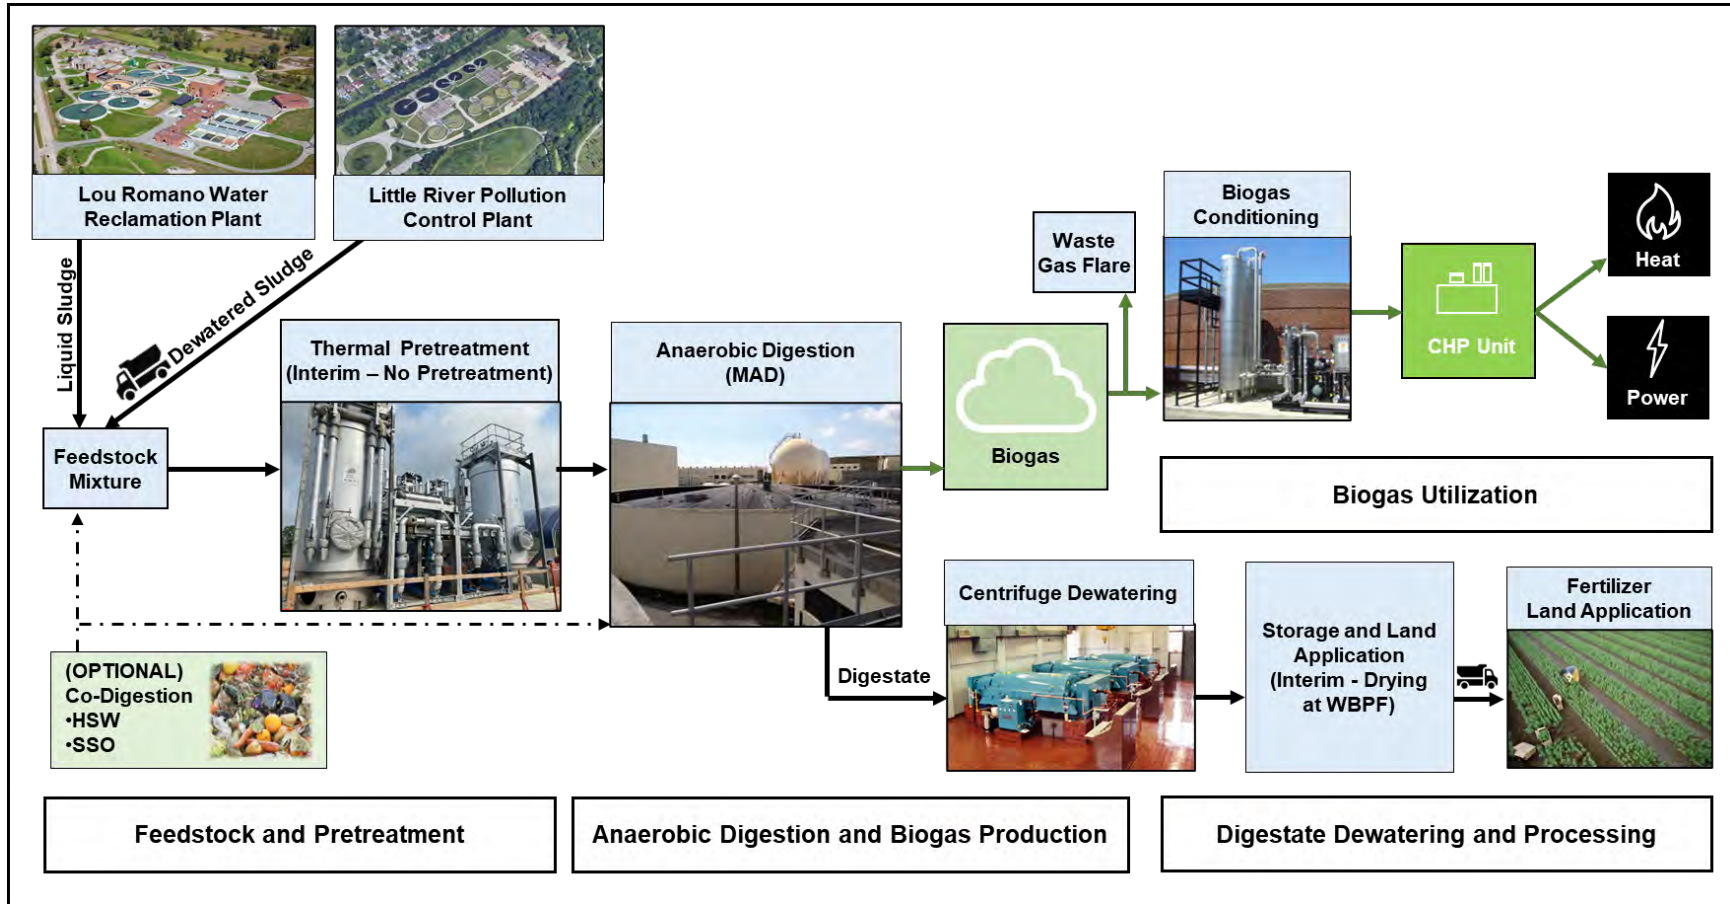 Lou Romano Water
Reclamation Plant
Little River Pollution
Control Plant
Liquid Sludge
Dewatered Sludge
Feedstock
Mixture
Thermal Pretreatment
(Interim – No Pretreatment)
Anaerobic Digestion
(MAD)
Biogas
Waste
Gas Flare
Biogas
Conditioning
CHP Unit
Heat
Power
Biogas Utilization
(OPTIONAL)
Co-Digestion
•HSW
•SSO
Digestate
Centrifuge Dewatering
Storage and Land
Application
(Interim - Drying
at WBPF)
Fertilizer
Land Application
Feedstock and Pretreatment
Anaerobic Digestion and Biogas Production
Digestate Dewatering and Processing